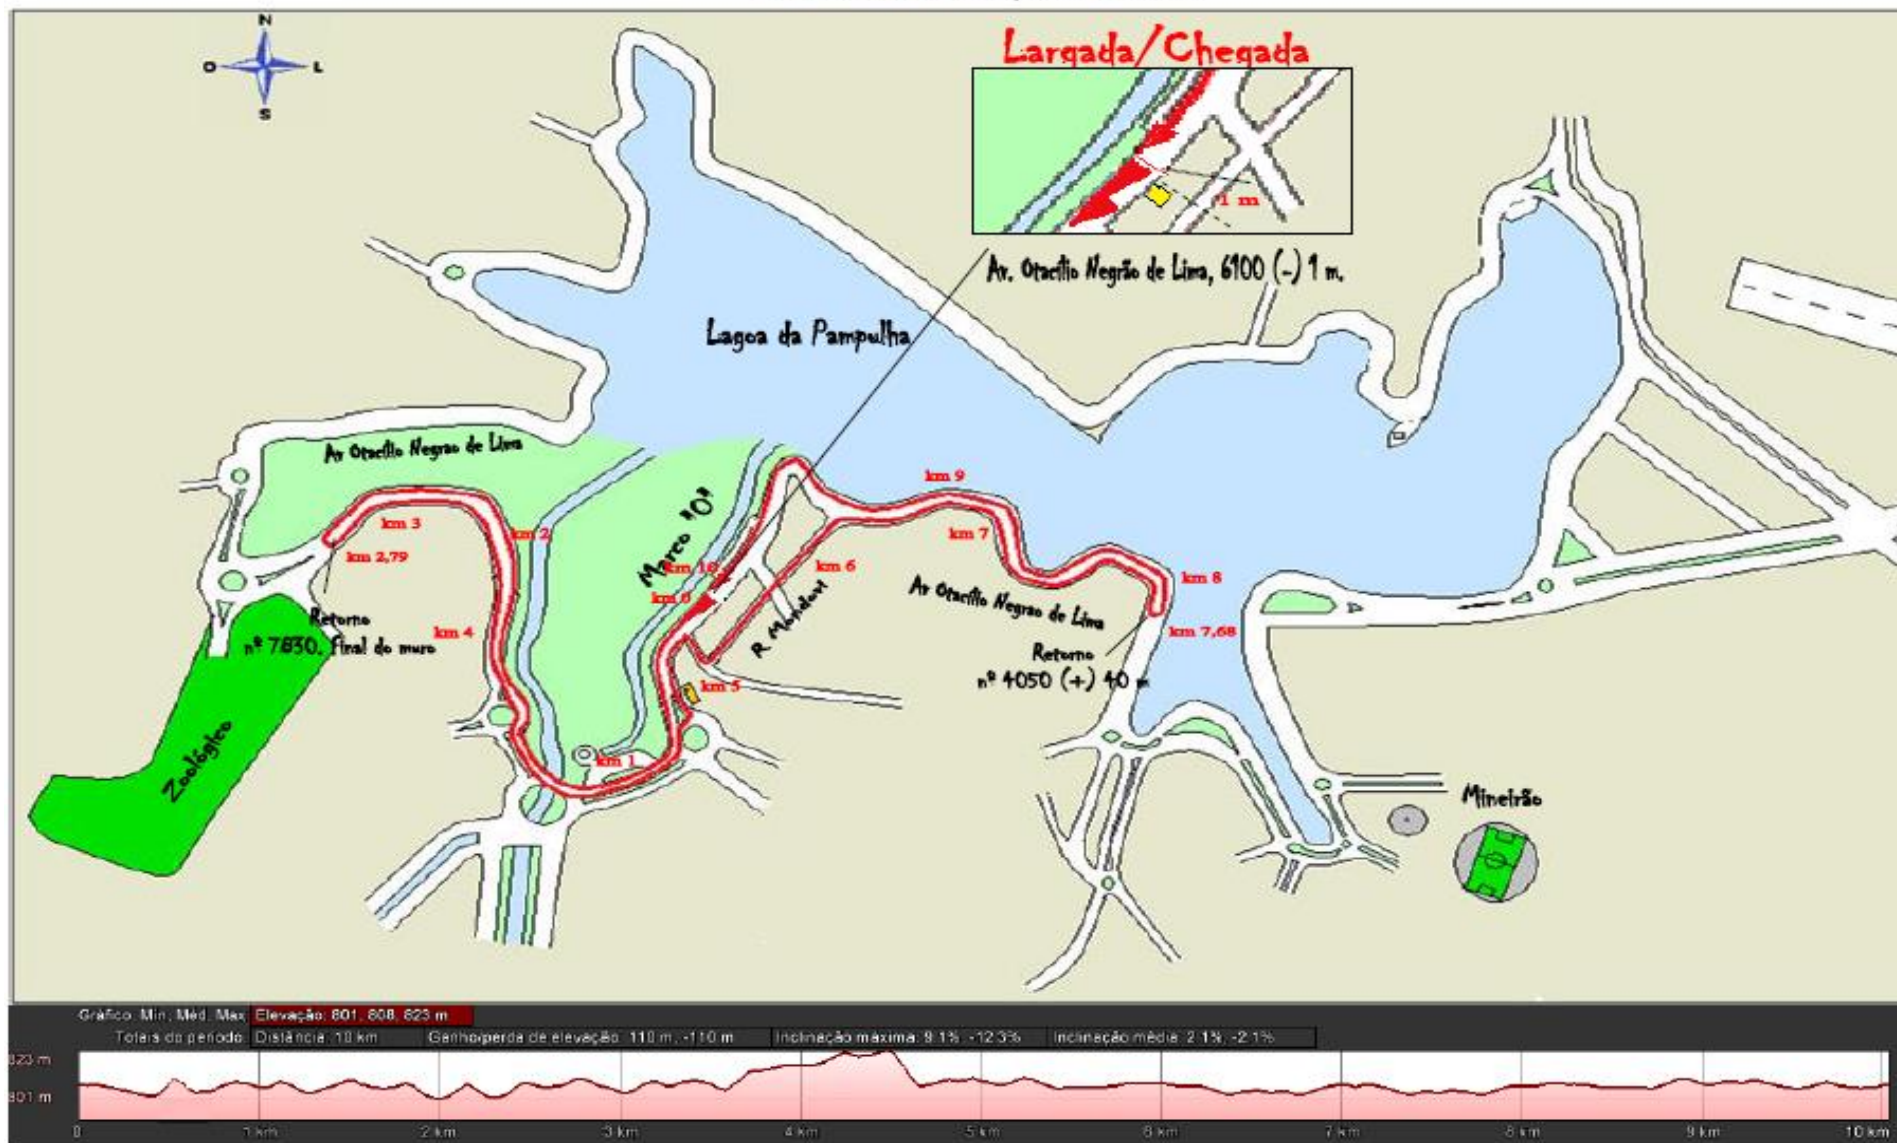 N
O L
S
Largada/Chegada
1 m
Av. Otacílio Negrão de Lima, 6100 (-) 1 m.
Lagoa da Pampulha
Av Otacílio Negrao de Lima
Marco "0"
km 9
km 3
km 2
km 7
km 2,79
km 10
km 6
km 8
km 0
R. Mondovi
Av Otacílio Negrao de Lima
Retorno
nº 7830, final do muro
km 4
km 7,68
Retorno
nº 4050 (+) 40 m
km 5
km 1
Zoológico
Mineirão
Gráfico: Min, Méd, Max Elevação: 801, 808, 823 m
Totais do período: Distância: 10 km Ganho/perda de elevação: 110 m, -110 m Inclinação máxima: 9.1%, -12.3% Inclinação média: 2.1%, -2.1%
823 m
801 m
0 1 km 2 km 3 km 4 km 5 km 6 km 7 km 8 km 9 km 10 km